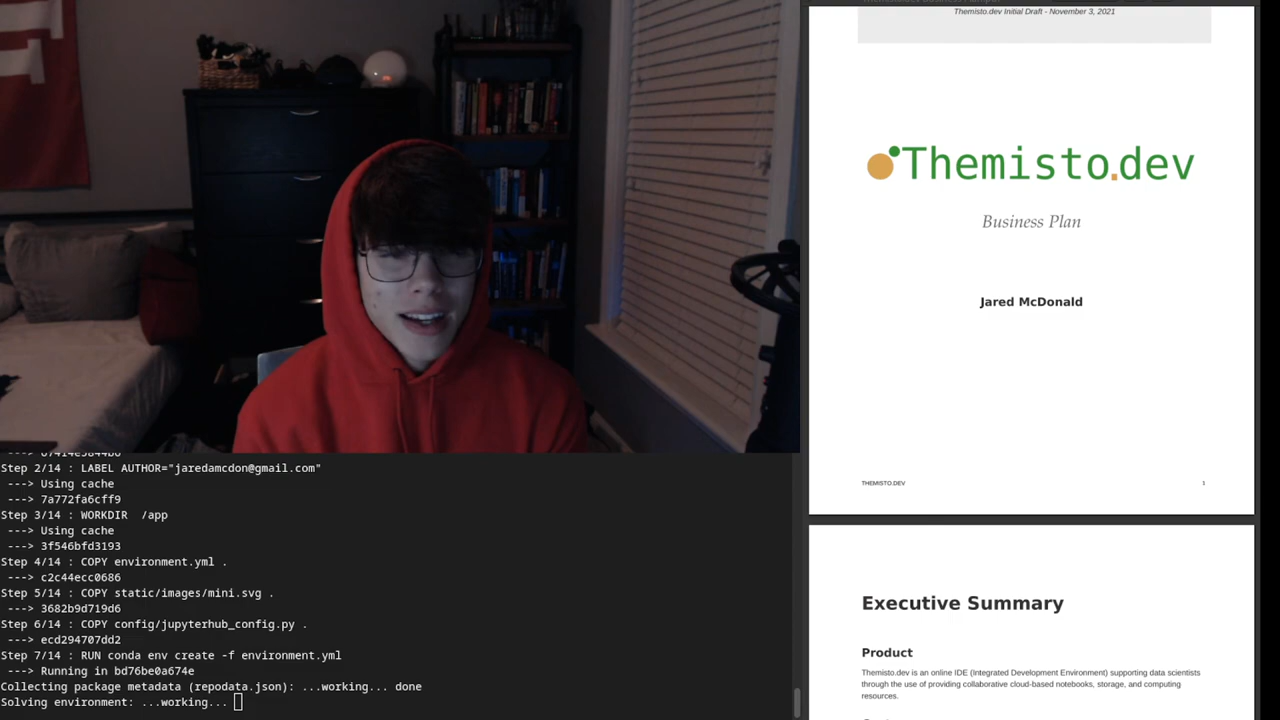 Themisto.dev Initial Draft - November 3, 2021
Themisto.dev
Business Plan
Jared McDonald
THEMISTO.DEV
1
Executive Summary
Product
Themisto.dev is an online IDE (Integrated Development Environment) supporting data scientists
through the use of providing collaborative cloud-based notebooks, storage, and computing
resources.
Step 2/14 : LABEL AUTHOR="jaredamcdon@gmail.com"
---> Using cache
---> 7a772fa6cff9
Step 3/14 : WORKDIR /app
---> Using cache
---> 3f546bfd3193
Step 4/14 : COPY environment.yml .
---> c2c44ecc0686
Step 5/14 : COPY static/images/mini.svg .
---> 3682b9d719d6
Step 6/14 : COPY config/jupyterhub_config.py .
---> ecd294707dd2
Step 7/14 : RUN conda env create -f environment.yml
---> Running in bd76be0a674e
Collecting package metadata (repodata.json): ...working... done
Solving environment: ...working...